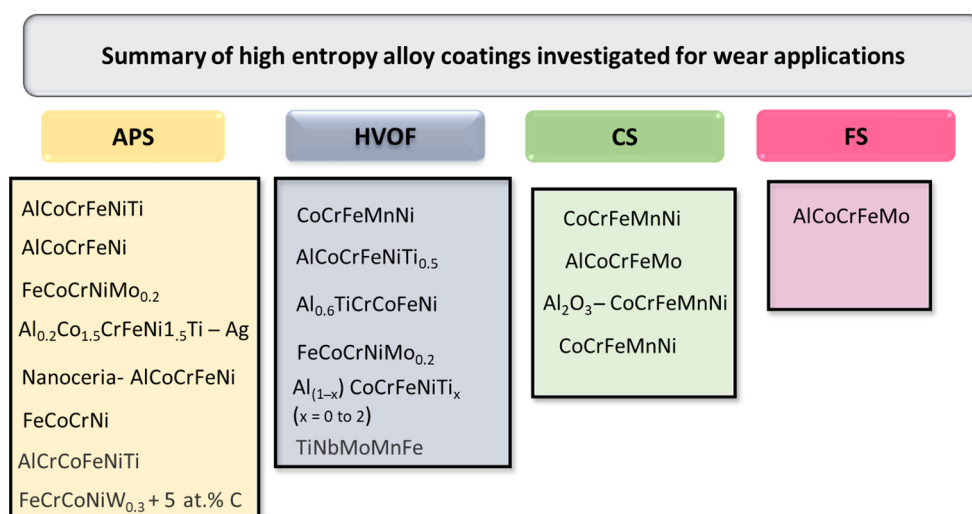 Summary of high entropy alloy coatings investigated for wear applications
APS
AlCoCrFeNiTi
AlCoCrFeNi
FeCoCrNiMo₀.₂
Al₀.₂Co₁.₅CrFeNi1.₅Ti – Ag
Nanoceria- AlCoCrFeNi
FeCoCrNi
AlCrCoFeNiTi
FeCrCoNiW₀.₃ + 5 at.% C
HVOF
CoCrFeMnNi
AlCoCrFeNiTi₀.₅
Al₀.₆TiCrCoFeNi
FeCoCrNiMo₀.₂
Al₍₁₋ₓ₎ CoCrFeNiTiₓ
(x = 0 to 2)
TiNbMoMnFe
CS
CoCrFeMnNi
AlCoCrFeMo
Al₂O₃– CoCrFeMnNi
CoCrFeMnNi
FS
AlCoCrFeMo